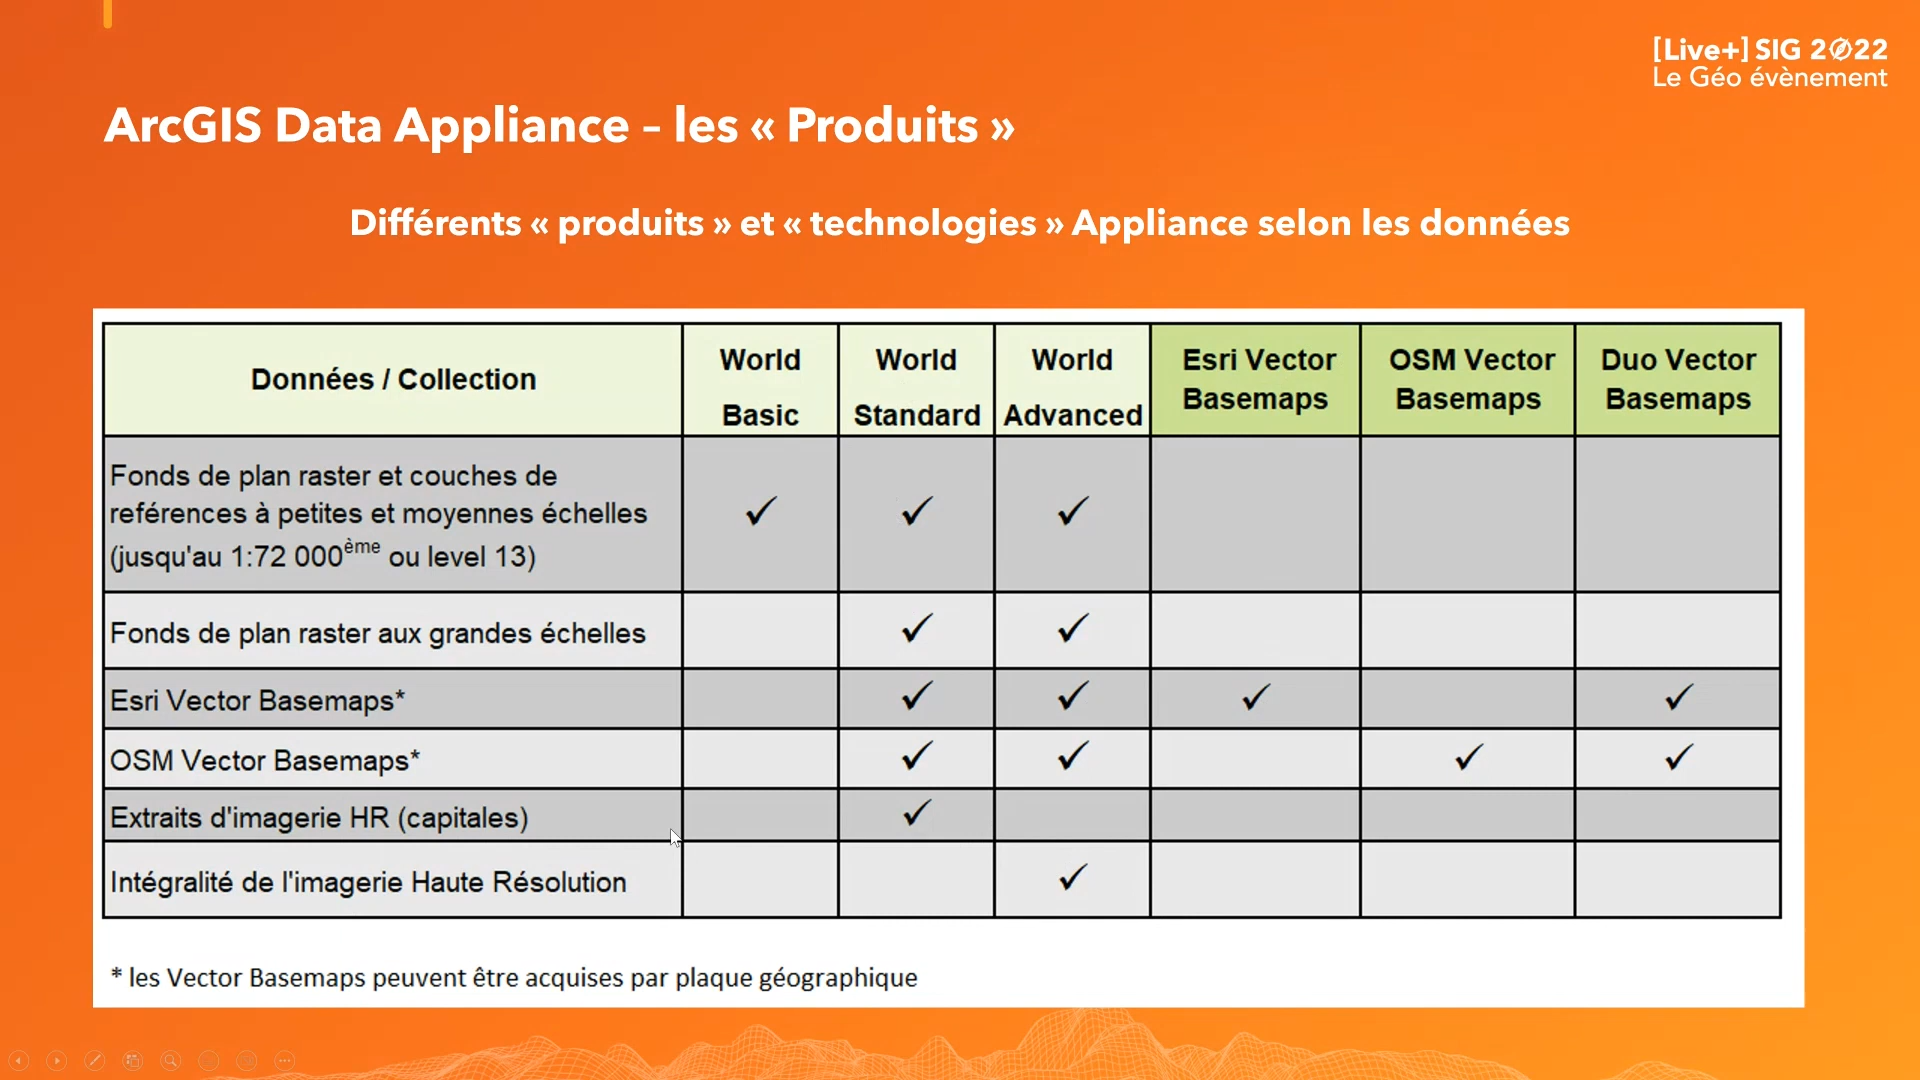 [Live+] SIG 2022
Le Géo évènement
ArcGIS Data Appliance – les « Produits »
Différents « produits » et « technologies » Appliance selon les données
Données / Collection
World
Basic
World
Standard
World
Advanced
Esri Vector
Basemaps
OSM Vector
Basemaps
Duo Vector
Basemaps
Fonds de plan raster et couches de
reférences à petites et moyennes échelles
(jusqu'au 1:72 000ème ou level 13)
✓ ✓ ✓
Fonds de plan raster aux grandes échelles
✓ ✓
Esri Vector Basemaps*
✓ ✓ ✓ ✓
OSM Vector Basemaps*
✓ ✓ ✓ ✓
Extraits d'imagerie HR (capitales)
✓
Intégralité de l'imagerie Haute Résolution
✓
* les Vector Basemaps peuvent être acquises par plaque géographique